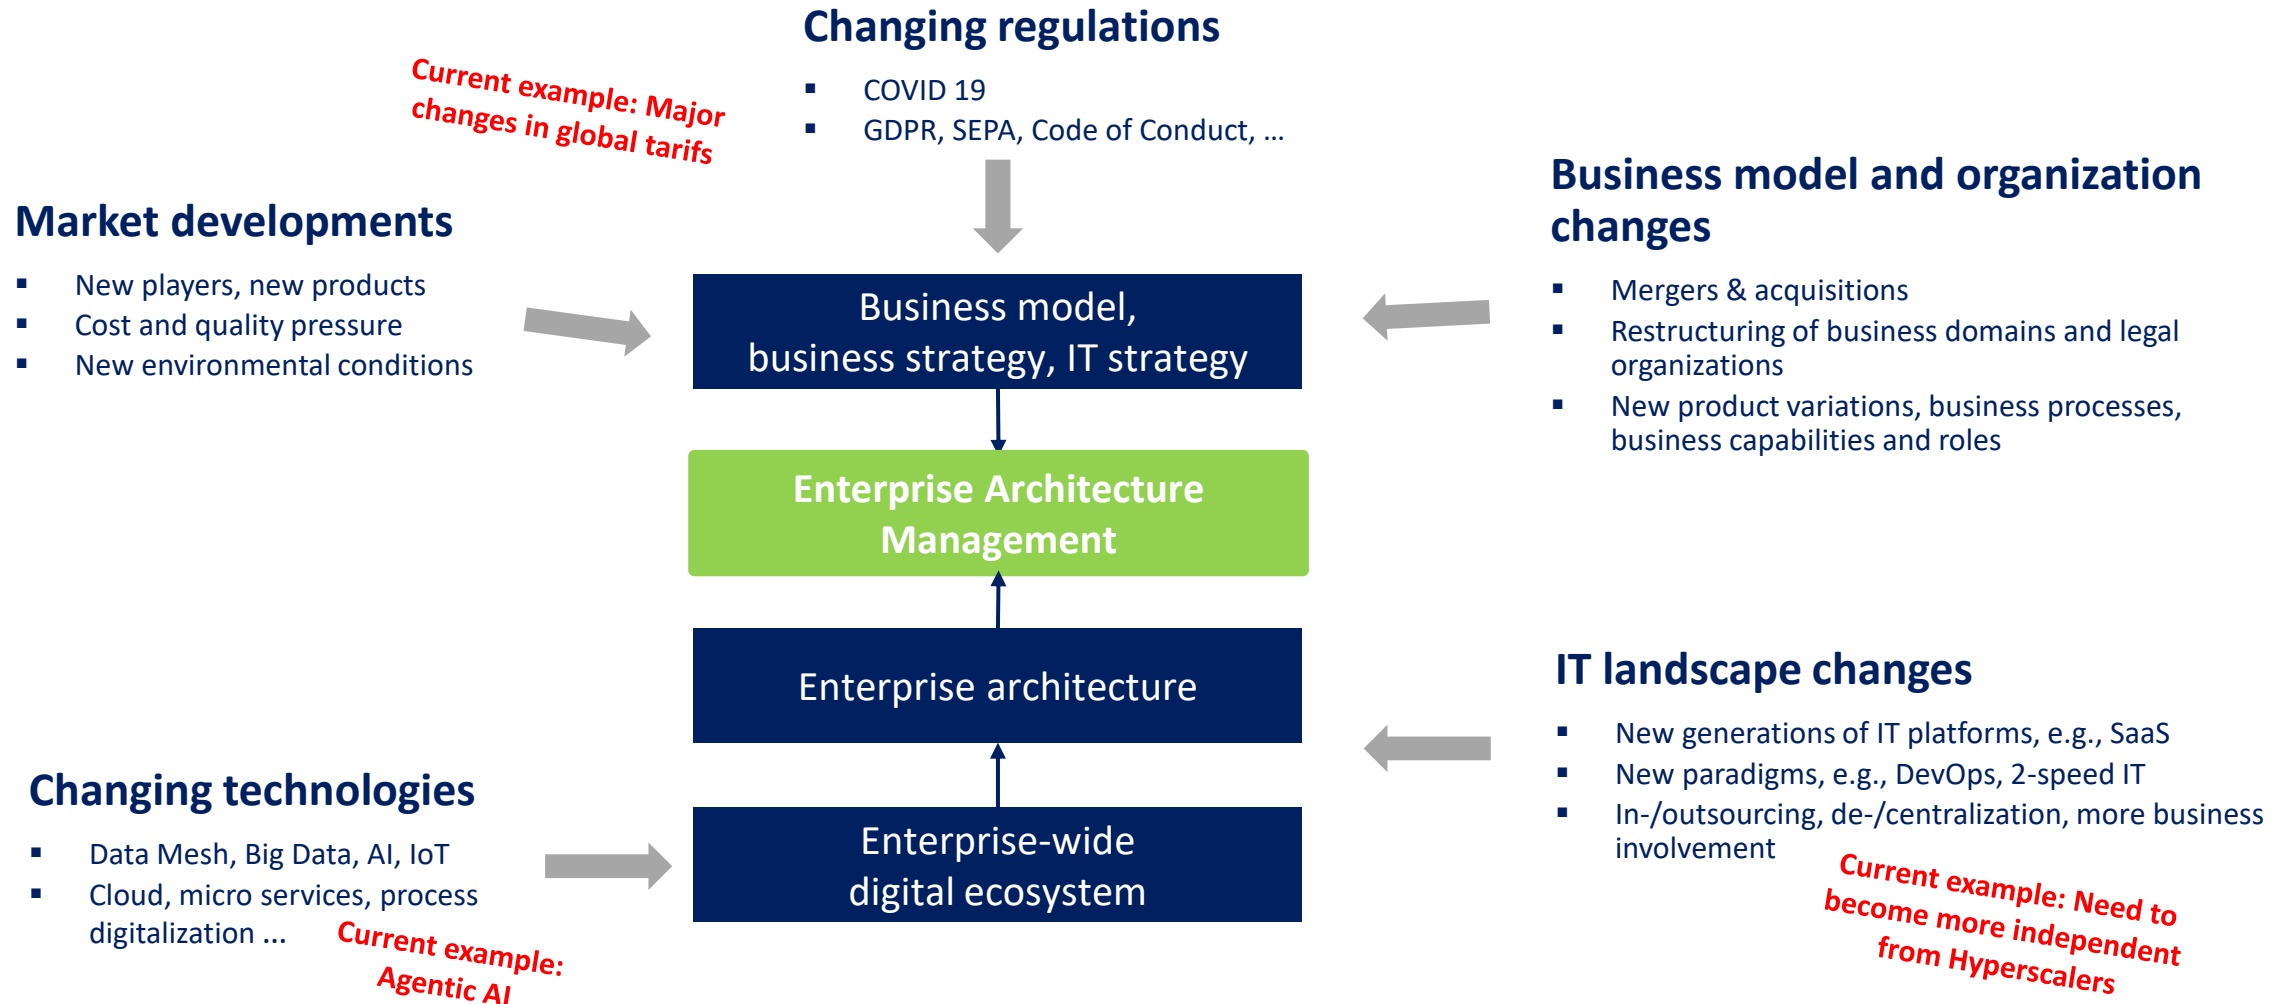 Changing regulations
▪ COVID 19
▪ GDPR, SEPA, Code of Conduct, ...
Current example: Major
changes in global tarifs
Market developments
▪ New players, new products
▪ Cost and quality pressure
▪ New environmental conditions
Business model and organization
changes
▪ Mergers & acquisitions
▪ Restructuring of business domains and legal
organizations
▪ New product variations, business processes,
business capabilities and roles
Business model,
business strategy, IT strategy
Enterprise Architecture
Management
Enterprise architecture
Enterprise-wide
digital ecosystem
IT landscape changes
▪ New generations of IT platforms, e.g., SaaS
▪ New paradigms, e.g., DevOps, 2-speed IT
▪ In-/outsourcing, de-/centralization, more business
involvement
Current example: Need to
become more independent
from Hyperscalers
Changing technologies
▪ Data Mesh, Big Data, AI, IoT
▪ Cloud, micro services, process
digitalization ...
Current example:
Agentic AI